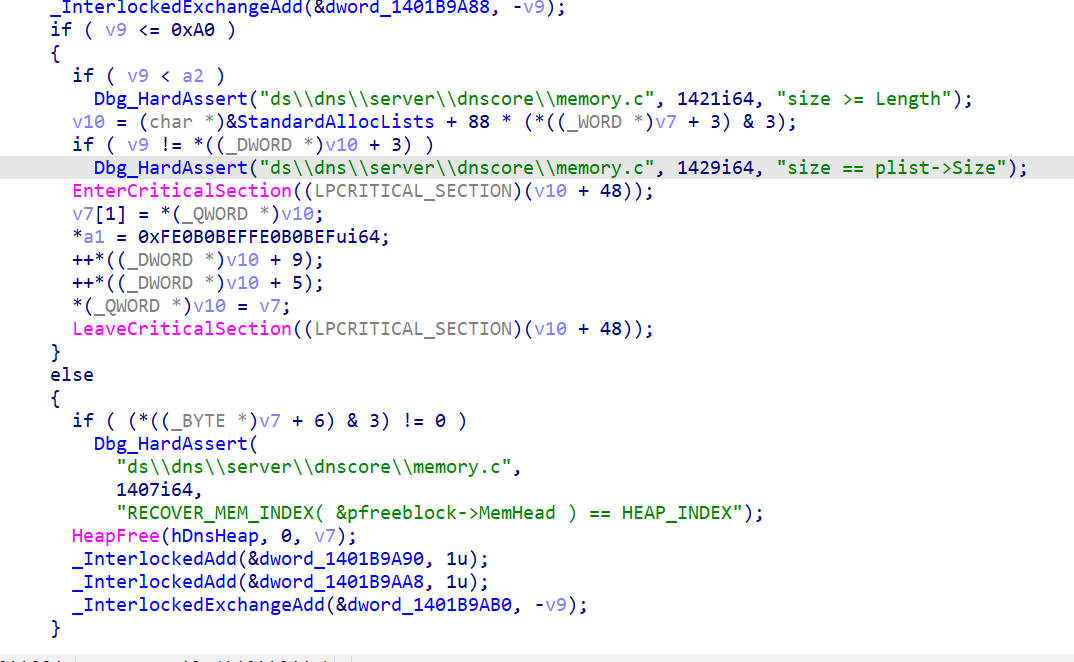 _InterlockedExchangeAdd(&dword_1401B9A88, -v9);
if ( v9 <= 0xA0 )
{
if ( v9 < a2 )
Dbg_HardAssert("ds\\dns\\server\\dnscore\\memory.c", 1421i64, "size >= Length");
v10 = (char *)&StandardAllocLists + 88 * (*((_WORD *)v7 + 3) & 3);
if ( v9 != *((_DWORD *)v10 + 3) )
Dbg_HardAssert("ds\\dns\\server\\dnscore\\memory.c", 1429i64, "size == plist->Size");
EnterCriticalSection((LPCRITICAL_SECTION)(v10 + 48));
v7[1] = *(_QWORD *)v10;
*a1 = 0xFE0B0BEFFE0B0BEFui64;
++*((_DWORD *)v10 + 9);
++*((_DWORD *)v10 + 5);
*(_QWORD *)v10 = v7;
LeaveCriticalSection((LPCRITICAL_SECTION)(v10 + 48));
}
else
{
if ( (*((_BYTE *)v7 + 6) & 3) != 0 )
Dbg_HardAssert(
"ds\\dns\\server\\dnscore\\memory.c",
1407i64,
"RECOVER_MEM_INDEX( &pfreeblock->MemHead ) == HEAP_INDEX");
HeapFree(hDnsHeap, 0, v7);
_InterlockedAdd(&dword_1401B9A90, 1u);
_InterlockedAdd(&dword_1401B9AA8, 1u);
_InterlockedExchangeAdd(&dword_1401B9AB0, -v9);
}